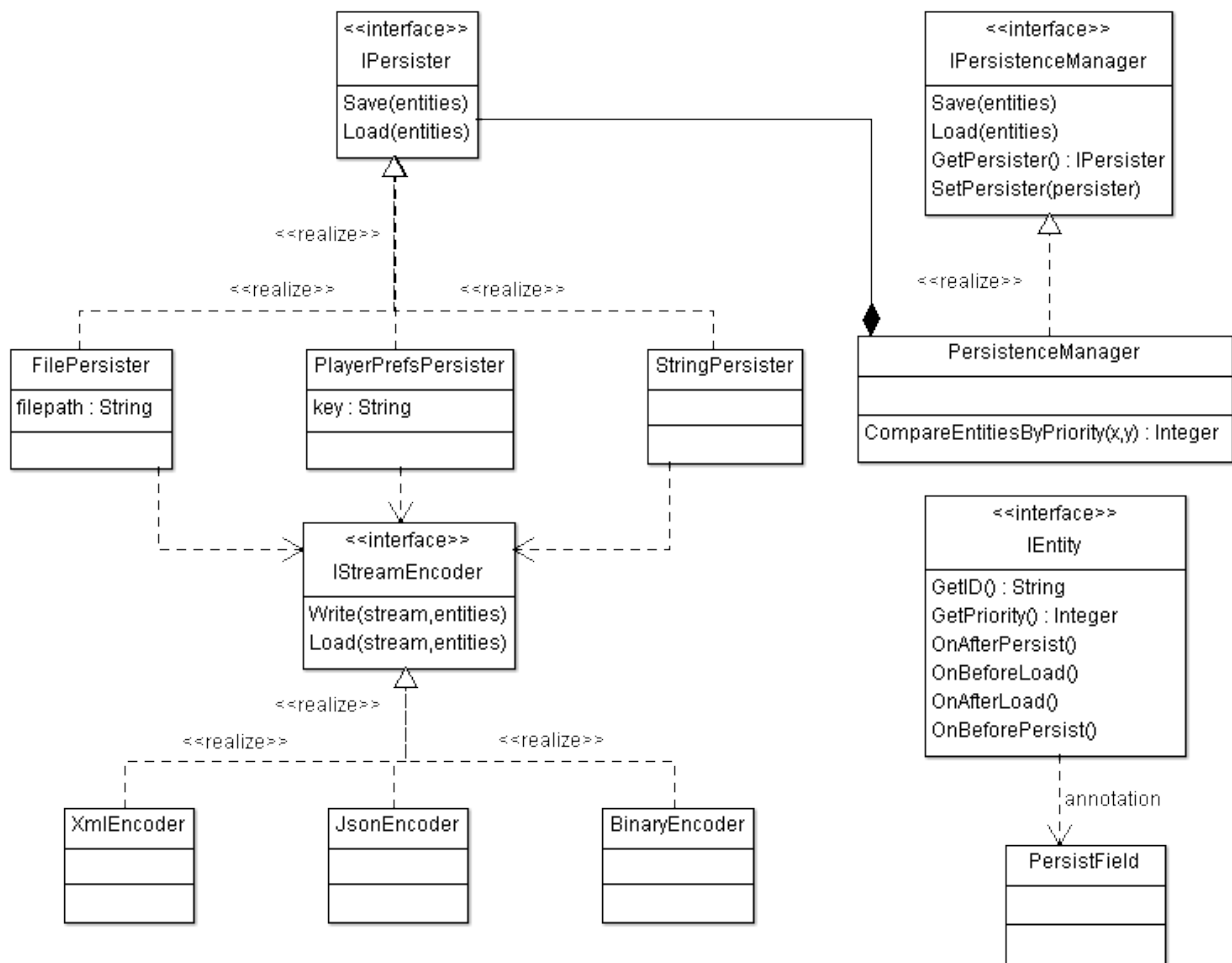 <<interface>>
IPersister
Save(entities)
Load(entities)
<<interface>>
IPersistenceManager
Save(entities)
Load(entities)
GetPersister() : IPersister
SetPersister(persister)
<<realize>>
<<realize>>
<<realize>>
<<realize>>
FilePersister
filepath : String
PlayerPrefsPersister
key : String
StringPersister
PersistenceManager
CompareEntitiesByPriority(x,y) : Integer
<<interface>>
IStreamEncoder
Write(stream,entities)
Load(stream,entities)
<<interface>>
IEntity
GetID() : String
GetPriority() : Integer
OnAfterPersist()
OnBeforeLoad()
OnAfterLoad()
OnBeforePersist()
<<realize>>
<<realize>>
<<realize>>
annotation
XmlEncoder
JsonEncoder
BinaryEncoder
PersistField